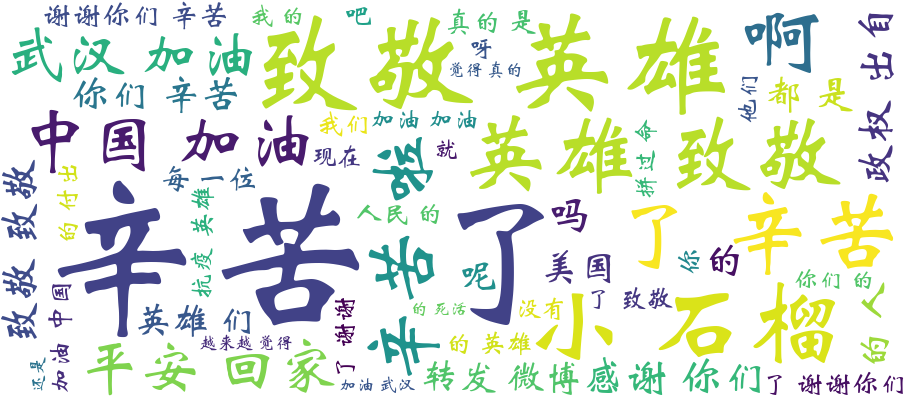 谢谢你们 辛苦
我的
吧
真的 是
武汉 加油
致敬 英雄
呀
觉得 真的
啊
自
出
政权
你们 辛苦
他们
都 是
中国 加油
我们
加油 加油
现在
啦
就
英雄 致敬
拼过 命
每一位
致敬 致敬
的 付出
抗疫 英雄
辛苦 了
人民 的
辛苦
吗
了 辛苦
呢
美国
你
的
你们 的
的 人
英雄 们
加油 中国
还是
了 谢谢
越来越 觉得
的 死活
没有
了 致敬
小 石榴
的 英雄
平安 回家
加油 武汉
转发 微博
感谢 你们
了 谢谢你们